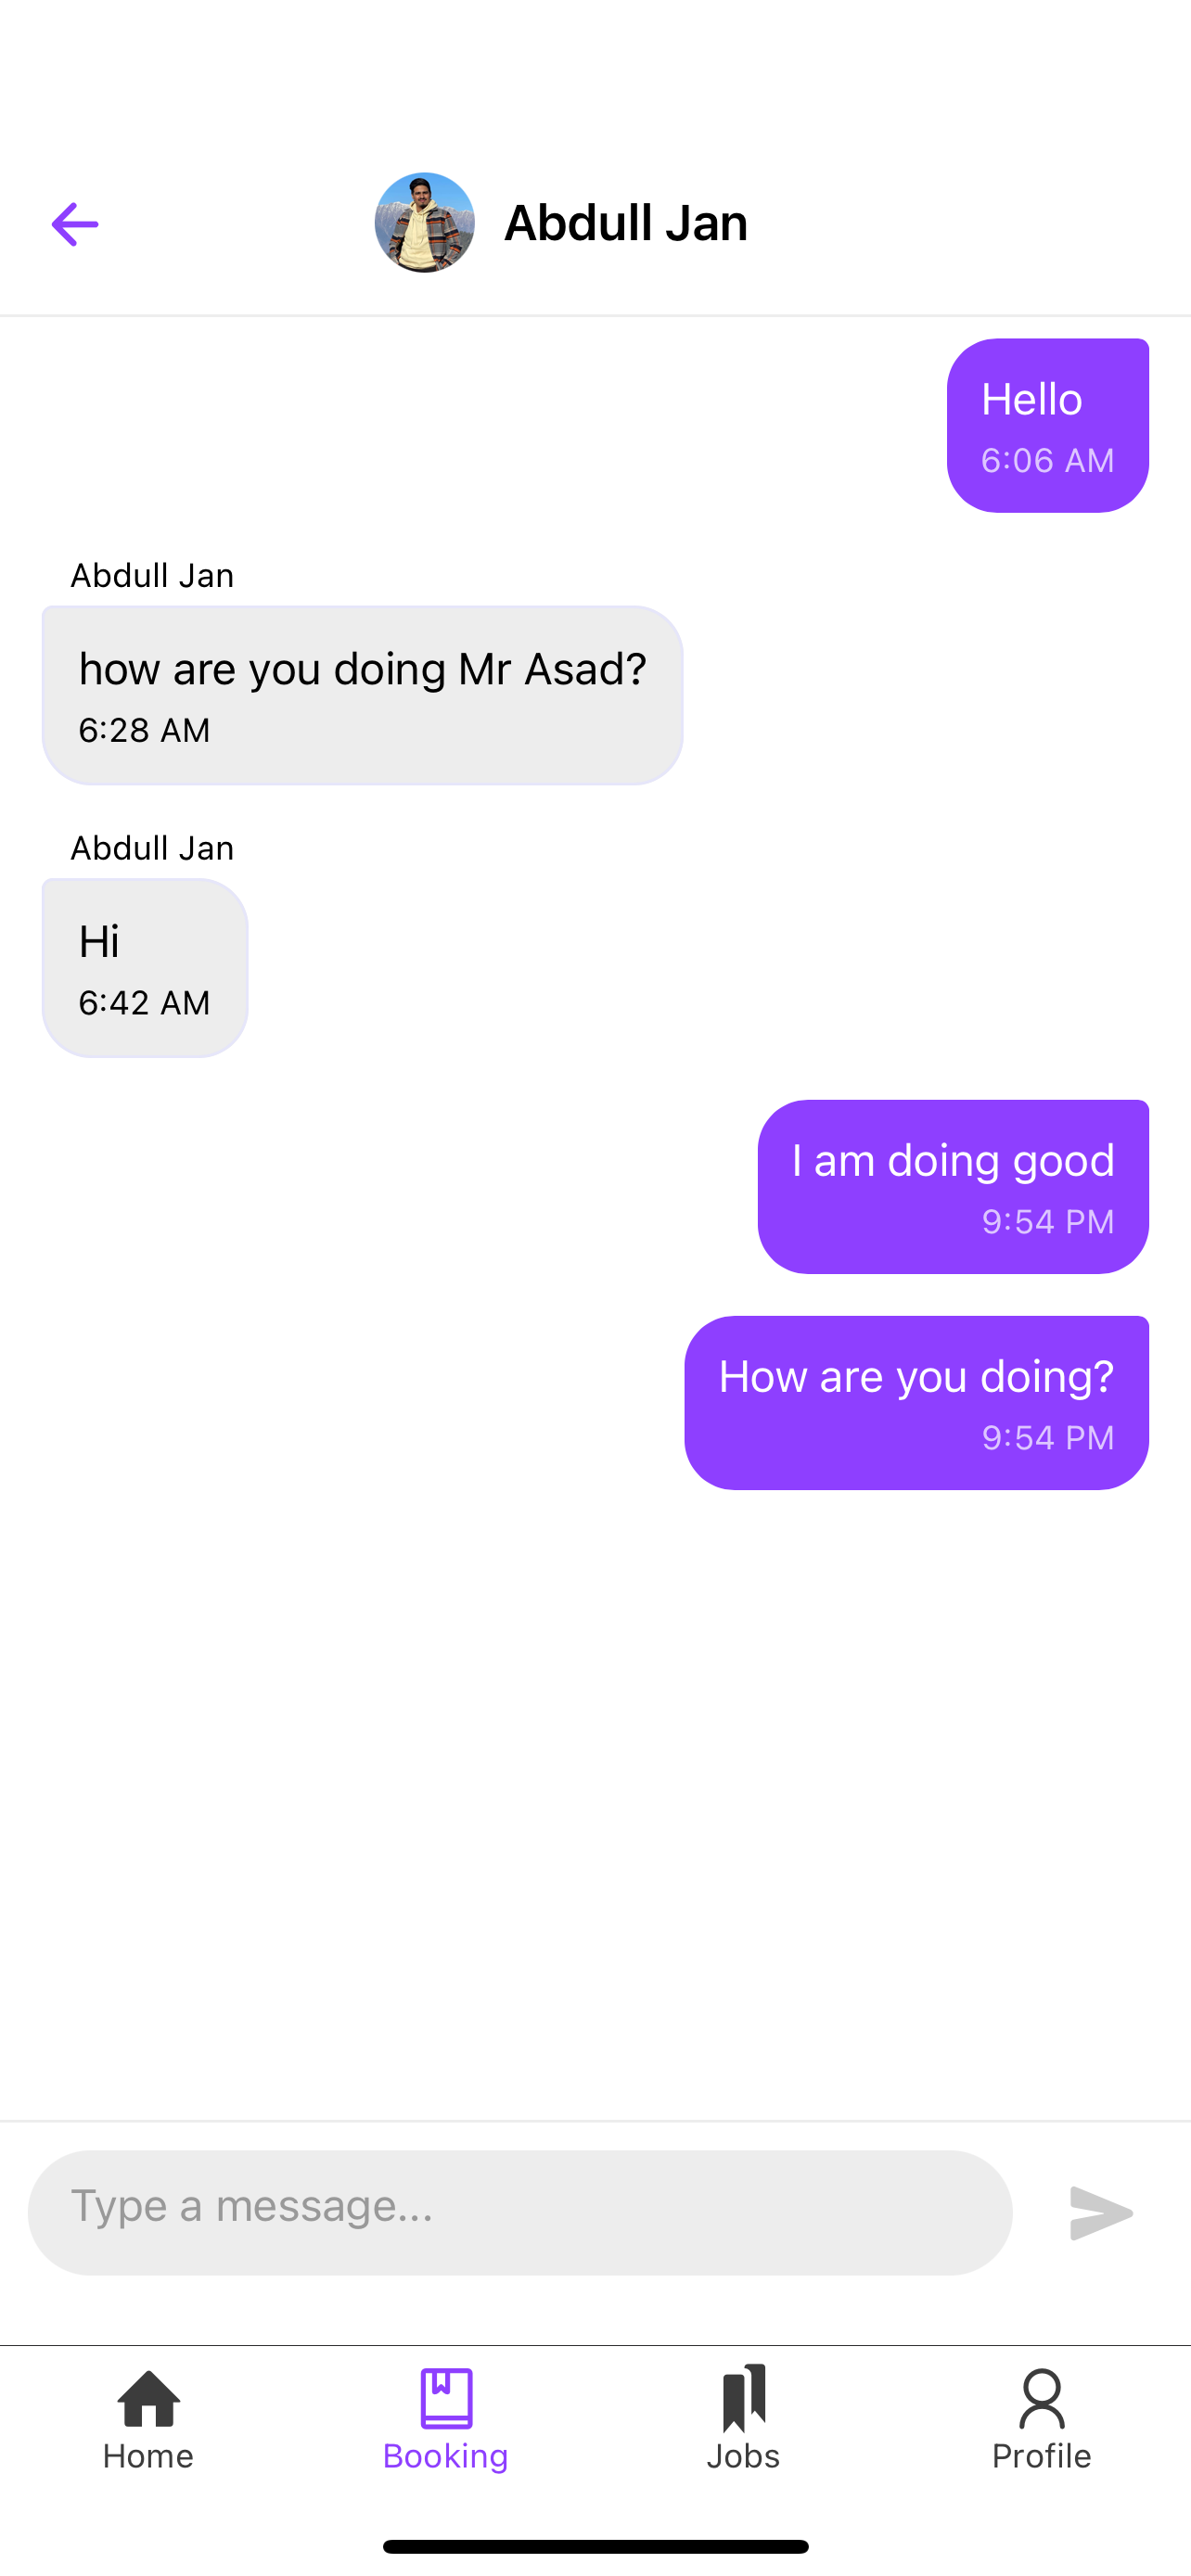 Abdull Jan
Hello
6:06 AM
Abdull Jan
how are you doing Mr Asad?
6:28 AM
Abdull Jan
Hi
6:42 AM
I am doing good
9:54 PM
How are you doing?
9:54 PM
Type a message...
Home
Booking
Jobs
Profile